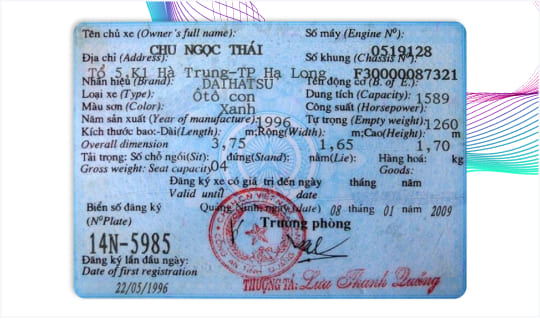 Tên chủ xe (Owner's full name): Số máy (Engine Nº):
CHU NGỌC THÁI 0519128
Địa chỉ (Address): Số khung (Chassis Nº):
Tổ 5,K1 Hà Trung-TP Hạ Long F30000087321
Nhãn hiệu (Brand): DAIHATSU Tên động cơ (B. of E.):
Loại xe (Type): Ôtô con Dung tích (Capacity): 1589
Màu sơn (Color): Xanh Công suất (Horsepower):
Năm sản xuất (Year of manufacture) 1996 Tự trọng (Empty weight): 1260
Kích thước bao:-Dài(Length): m;Rộng(Width): m;Cao(Height): m
Overall dimension 3,75 1,65 1,70
Tải trọng: Số chỗ ngồi(Sit): đứng(Stand): nằm(Lie): Hàng hoá: kg
Gross weight: Seat capacity 04 Goods:
Đăng ký xe có giá trị đến ngày tháng năm
Valid until date
Biển số đăng ký Quảng Ninh, ngày (date) 08 tháng 01 năm 2009
(NºPlate) Trưởng phòng
14N-5985
Đăng ký lần đầu ngày:
Date of first registration
22/05/1996 THƯỢNG TÁ: Lưu Thanh Quảng